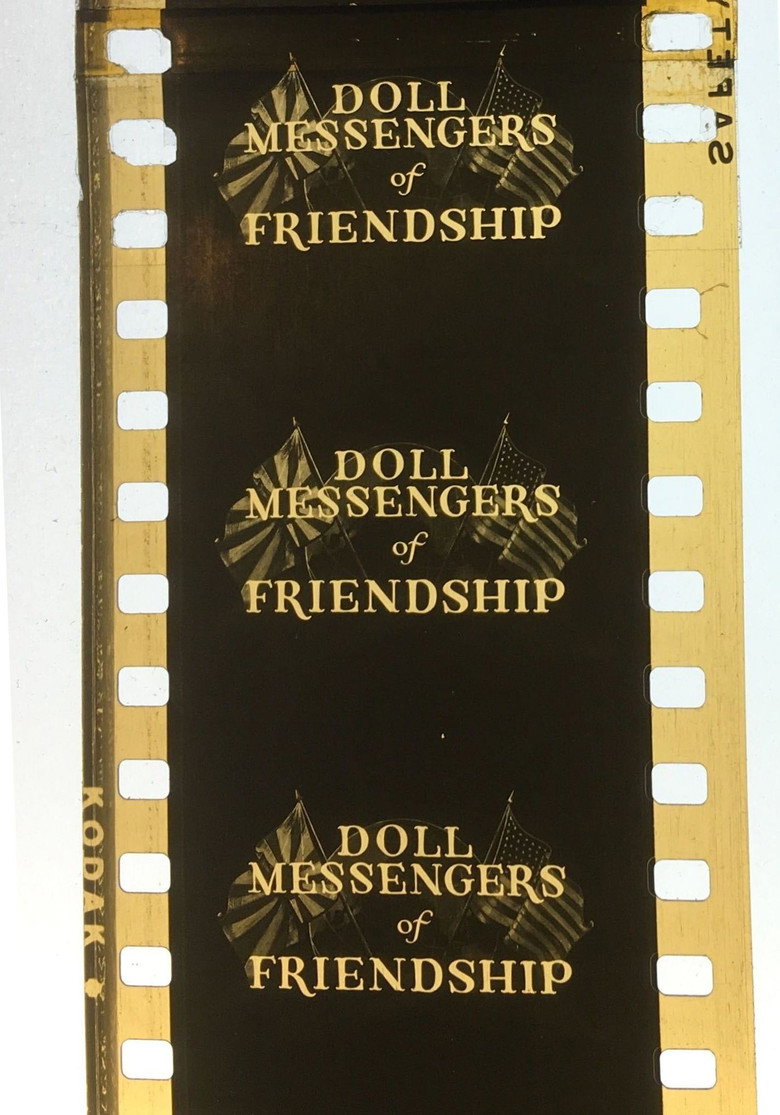 DOLL
MESSENGERS
of
FRIENDSHIP
DOLL
MESSENGERS
of
FRIENDSHIP
DOLL
MESSENGERS
of
FRIENDSHIP
KODAK